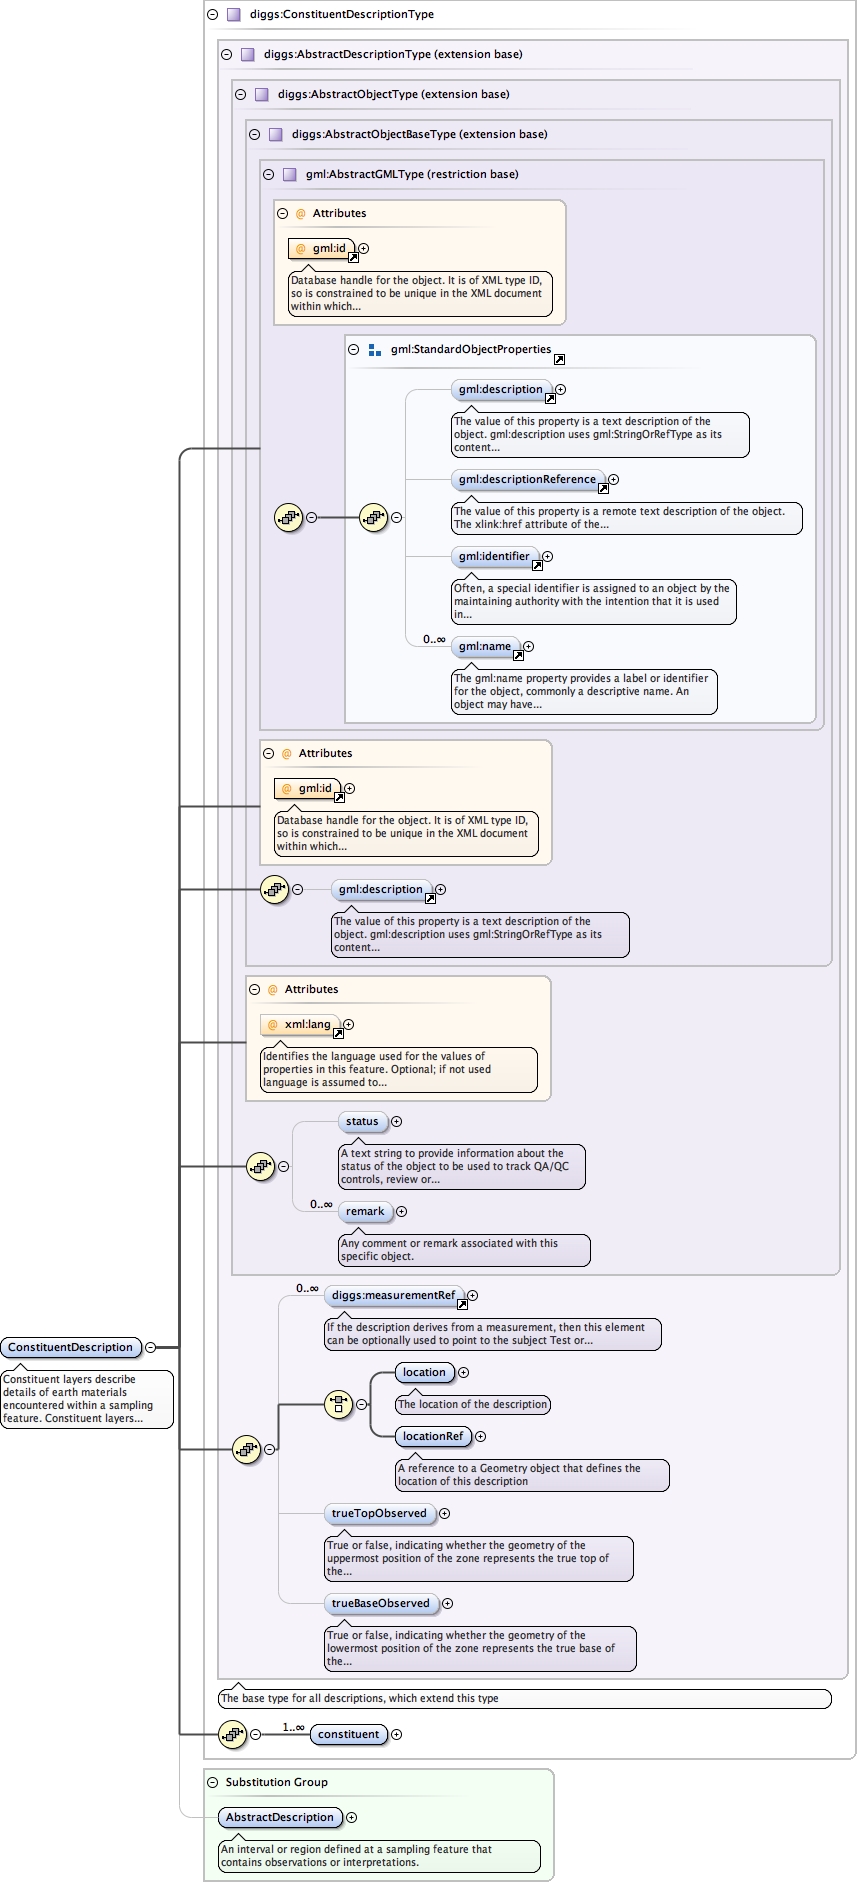 diggs:ConstituentDescriptionType
diggs:AbstractDescriptionType (extension base)
diggs:AbstractObjectType (extension base)
diggs:AbstractObjectBaseType (extension base)
gml:AbstractGMLType (restriction base)
@ Attributes
@ gml:id
Database handle for the object. It is of XML type ID,
so is constrained to be unique in the XML document
within which...
gml:StandardObjectProperties
gml:description
The value of this property is a text description of the
object. gml:description uses gml:StringOrRefType as its
content...
gml:descriptionReference
The value of this property is a remote text description of the object.
The xlink:href attribute of the...
gml:identifier
Often, a special identifier is assigned to an object by the
maintaining authority with the intention that it is used
in...
0..∞
gml:name
The gml:name property provides a label or identifier
for the object, commonly a descriptive name. An
object may have...
@ Attributes
@ gml:id
Database handle for the object. It is of XML type ID,
so is constrained to be unique in the XML document
within which...
gml:description
The value of this property is a text description of the
object. gml:description uses gml:StringOrRefType as its
content...
@ Attributes
@ xml:lang
Identifies the language used for the values of
properties in this feature. Optional; if not used
language is assumed to...
status
A text string to provide information about the
status of the object to be used to track QA/QC
controls, review or...
0..∞
remark
Any comment or remark associated with this
specific object.
0..∞
diggs:measurementRef
If the description derives from a measurement, then this element
can be optionally used to point to the subject Test or...
ConstituentDescription
Constituent layers describe
details of earth materials
encountered within a sampling
feature. Constituent layers...
location
The location of the description
locationRef
A reference to a Geometry object that defines the
location of this description
trueTopObserved
True or false, indicating whether the geometry of the
uppermost position of the zone represents the true top of
the...
trueBaseObserved
True or false, indicating whether the geometry of the
lowermost position of the zone represents the true base of
the...
The base type for all descriptions, which extend this type
1..∞
constituent
Substitution Group
AbstractDescription
An interval or region defined at a sampling feature that
contains observations or interpretations.